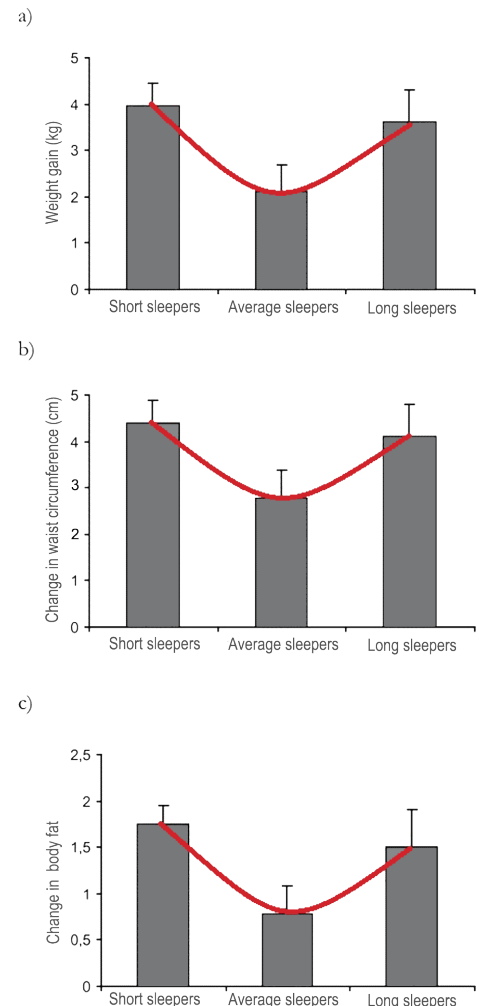 a)
5
4
3
2
1
0
Weight gain (kg)
Short sleepers Average sleepers Long sleepers
b)
5
4
3
2
1
0
Change in waist circumference (cm)
Short sleepers Average sleepers Long sleepers
c)
2,5
2
1,5
1
0,5
0
Change in body fat
Short sleepers Average sleepers Long sleepers